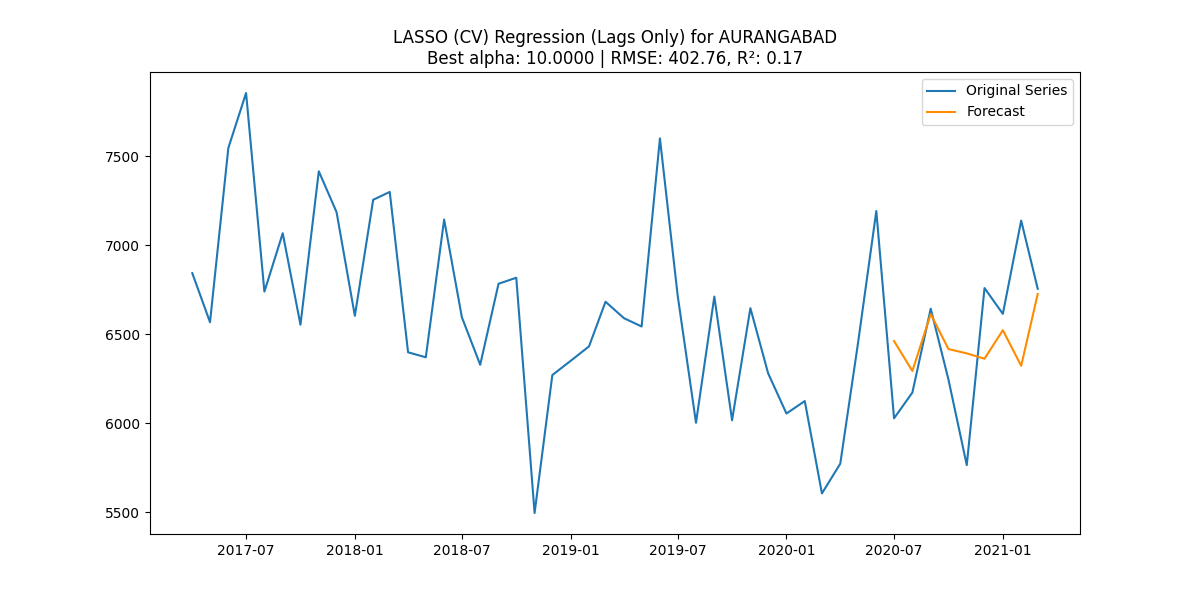 LASSO (CV) Regression (Lags Only) for AURANGABAD
Best alpha: 10.0000 | RMSE: 402.76, R²: 0.17
Original Series
Forecast
7500
7000
6500
6000
5500
2017-07 2018-01 2018-07 2019-01 2019-07 2020-01 2020-07 2021-01